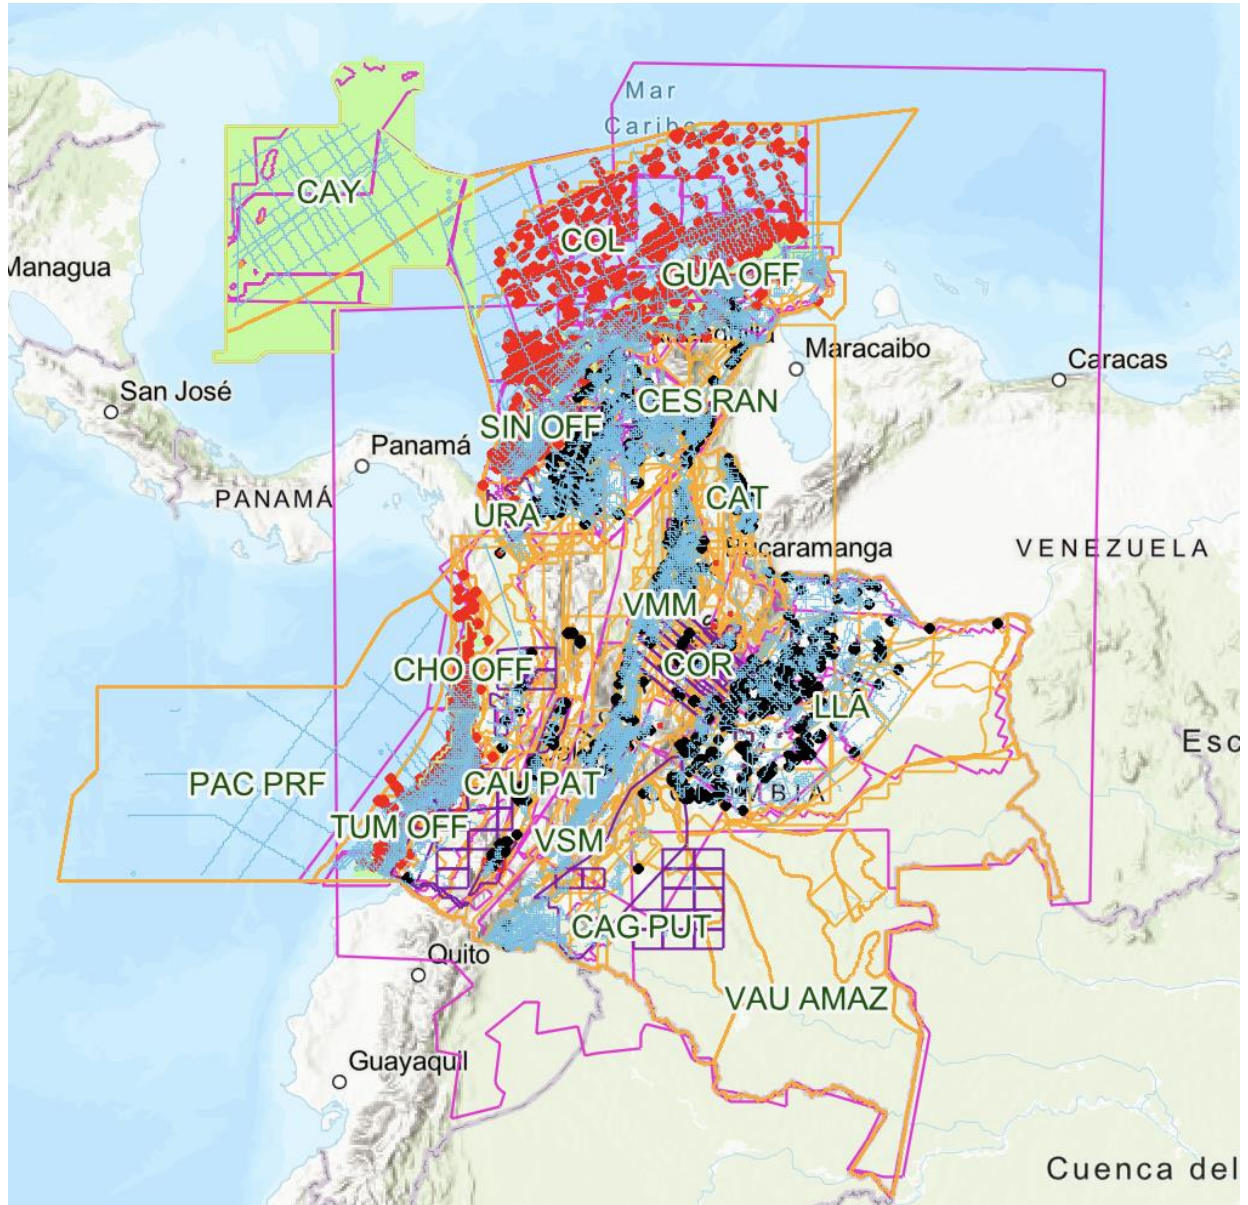 Mar
Caribe
CAY
COL
Managua
GUA OFF
Maracaibo
Caracas
San José
CES RAN
SIN OFF
Panamá
PANAMÁ
CAT
URA
VENEZUELA
VMM
CHO OFF
COR
LLA
PAC PRF
CAU PAT
TUM OFF
VSM
CAG PUT
Quito
VAU AMAZ
Guayaquil
Cuenca del